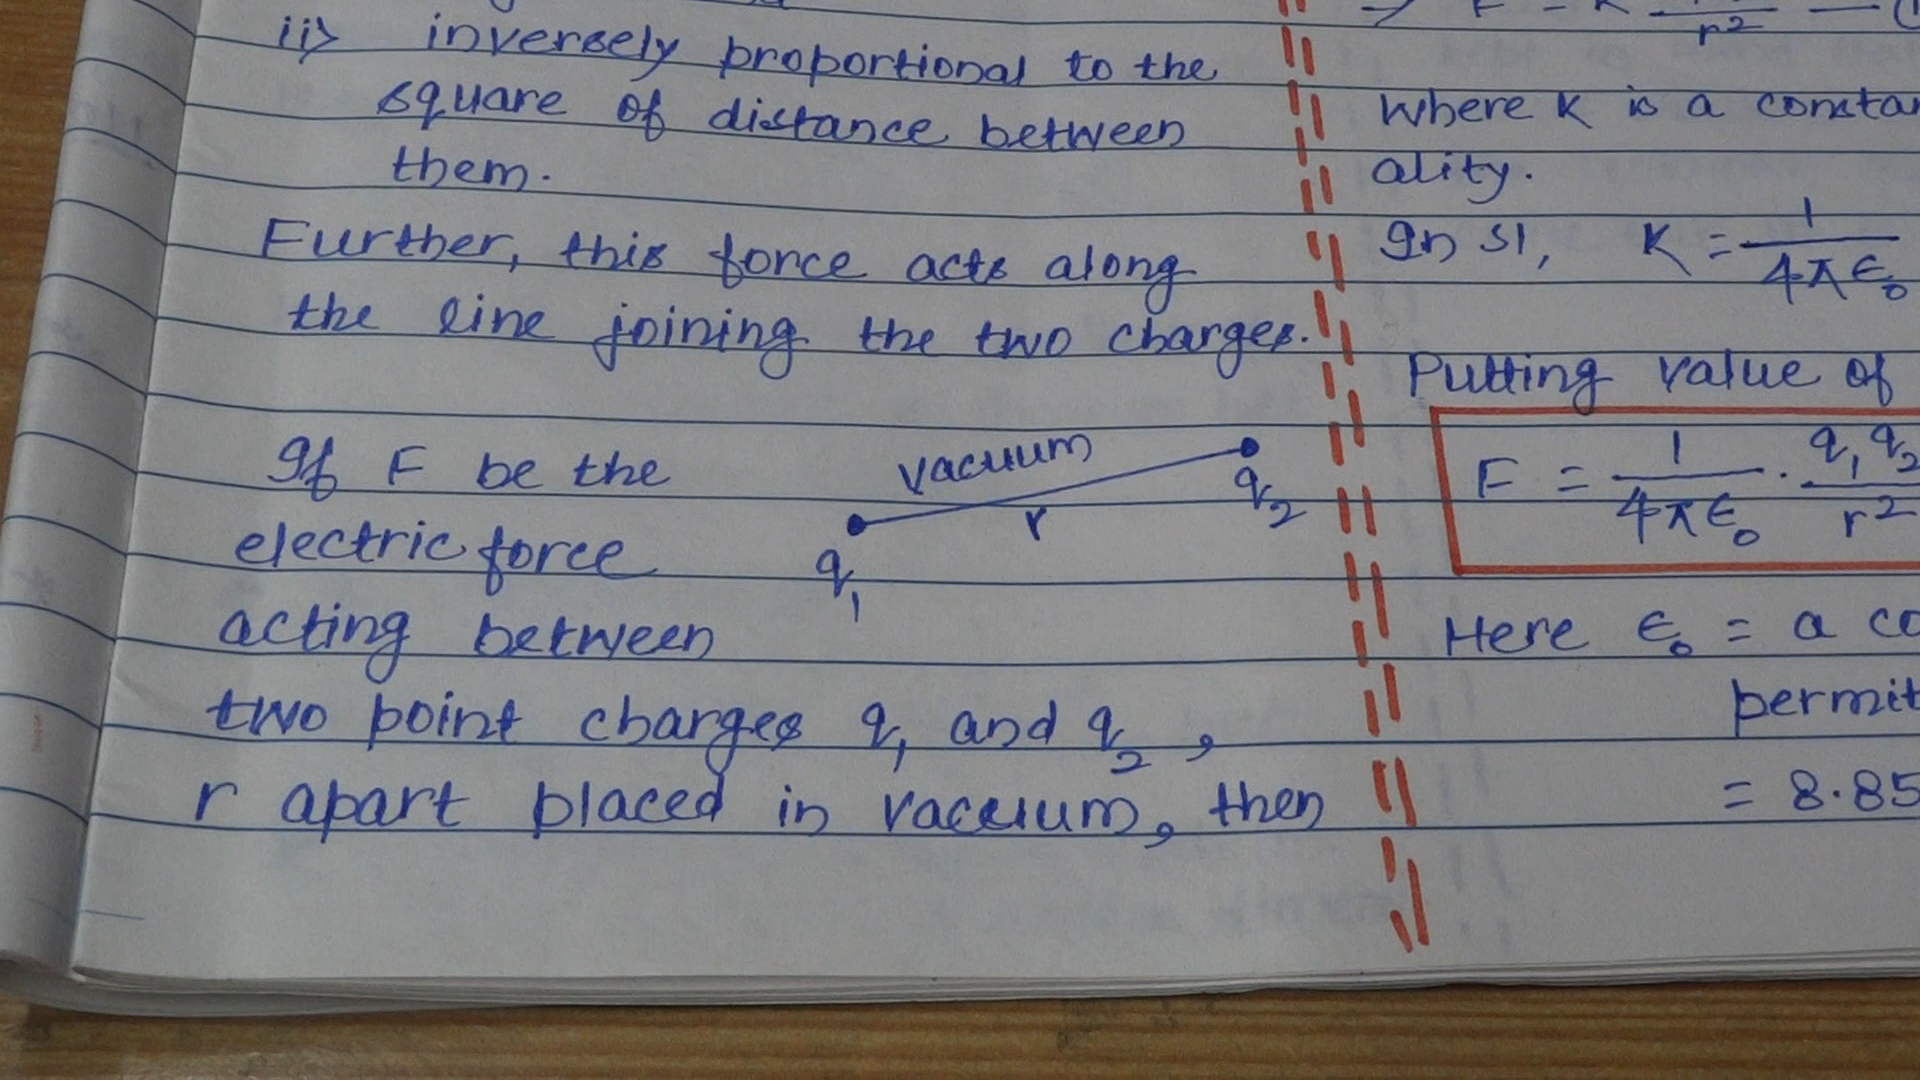 ii> inversely proportional to the
square of distance between
them.
Further, this force acts along
the line joining the two charges.
If F be the
electric force
acting between
two point charges q₁ and q₂,
r apart placed in vacuum, then
vacuum
r
q₁
q₂
r²
where K is a
ality.
In SI, K = 1/4πε₀
Putting value of
F = 1/4πε₀ · q₁q₂/r²
Here ε₀ = a
= 8.85